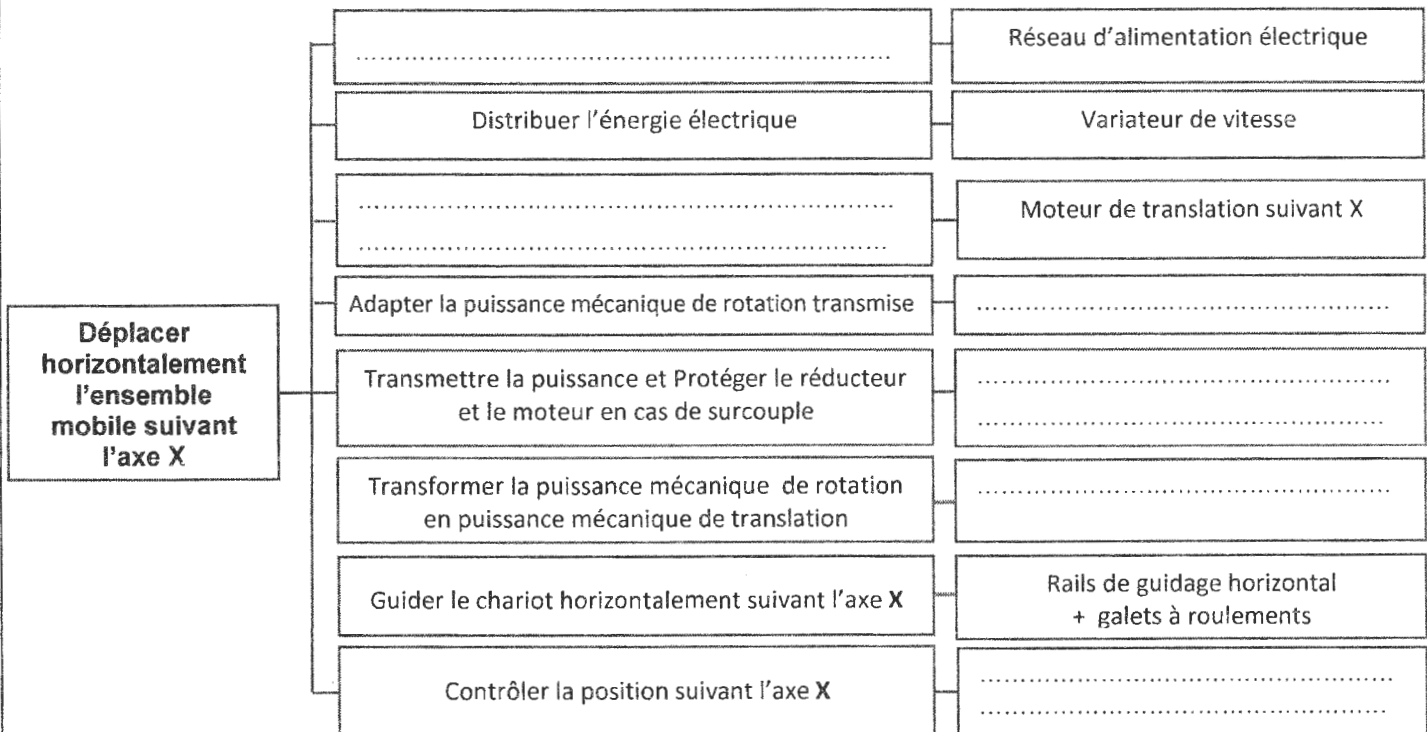 ....................................................................
Réseau d'alimentation électrique
Distribuer l'énergie électrique
Variateur de vitesse
....................................................................
....................................................................
Moteur de translation suivant X
Adapter la puissance mécanique de rotation transmise
....................................................................
Déplacer
horizontalement
l'ensemble
mobile suivant
l'axe X
Transmettre la puissance et Protéger le réducteur
et le moteur en cas de surcouple
....................................................................
....................................................................
Transformer la puissance mécanique de rotation
en puissance mécanique de translation
....................................................................
Guider le chariot horizontalement suivant l'axe X
Rails de guidage horizontal
+ galets à roulements
Contrôler la position suivant l'axe X
....................................................................
....................................................................